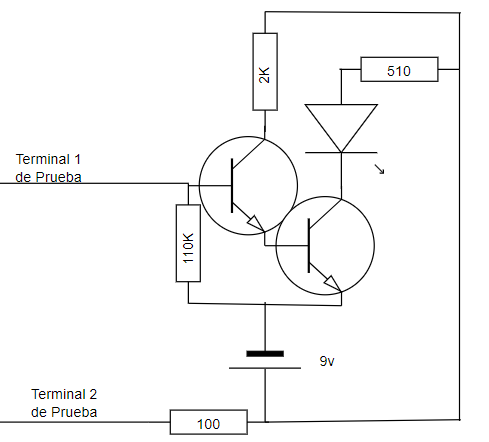 2K
510
Terminal 1
de Prueba
110K
9v
Terminal 2
de Prueba
100